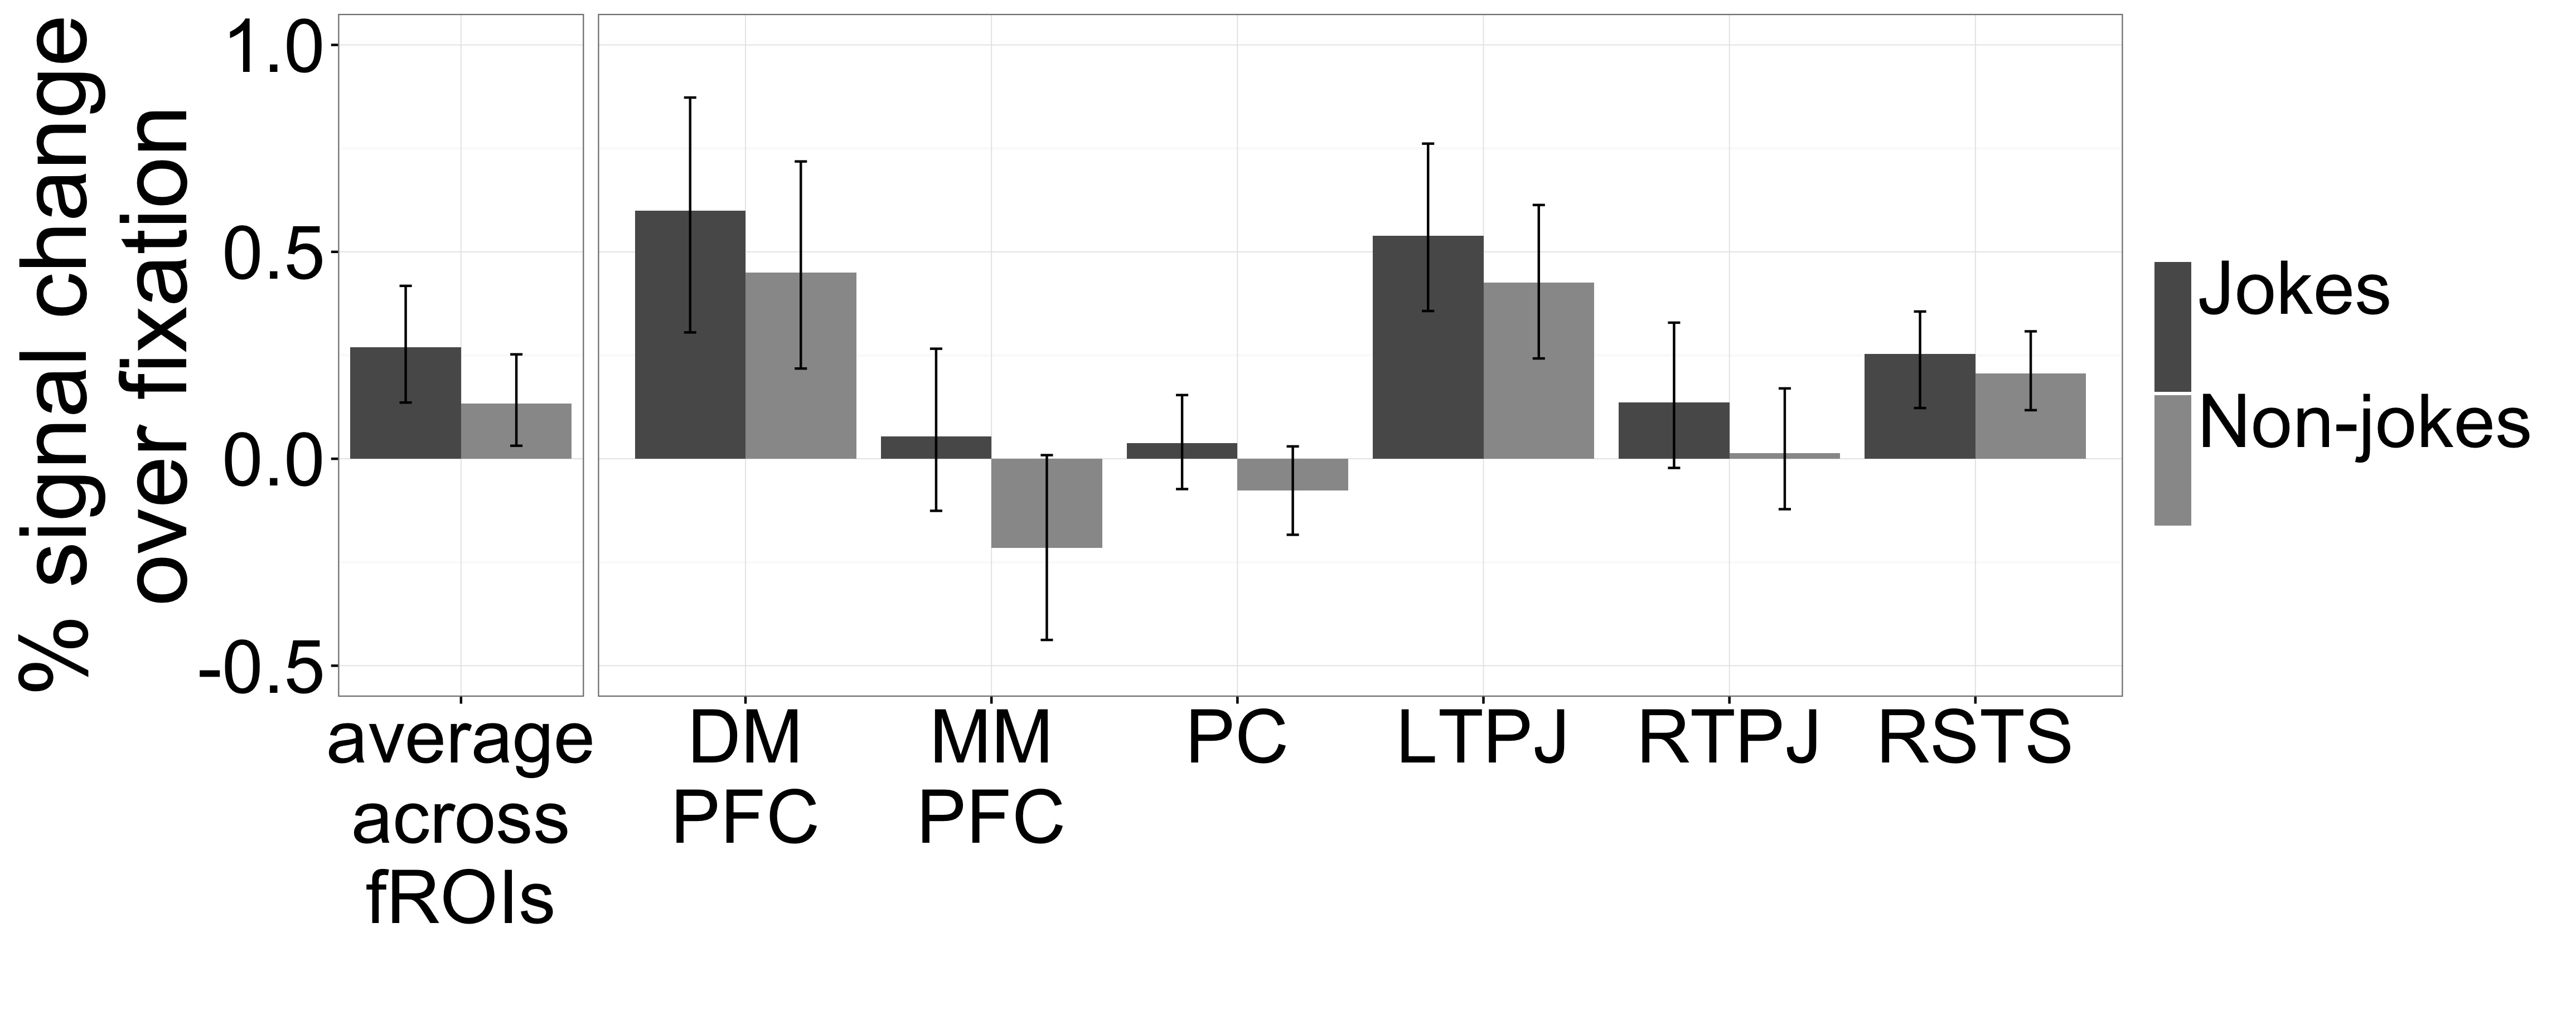 % signal change
over fixation
1.0
0.5
0.0
-0.5
average
across
fROIs
DM
PFC
MM
PFC
PC
LTPJ
RTPJ
RSTS
Jokes
Non-jokes